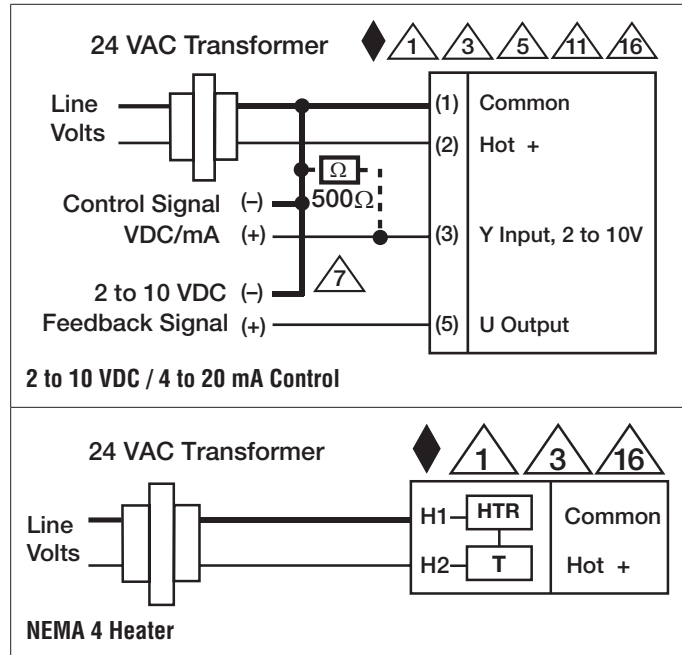 24 VAC Transformer ◆ 1 3 5 11 16
Line
Volts
(1) Common
(2) Hot +
Ω
500Ω
Control Signal (–)
VDC/mA (+)
(3) Y Input, 2 to 10V
7
2 to 10 VDC (–)
Feedback Signal (+)
(5) U Output
2 to 10 VDC / 4 to 20 mA Control
24 VAC Transformer ◆ 1 3 16
Line
Volts
H1 HTR Common
H2 T Hot +
NEMA 4 Heater